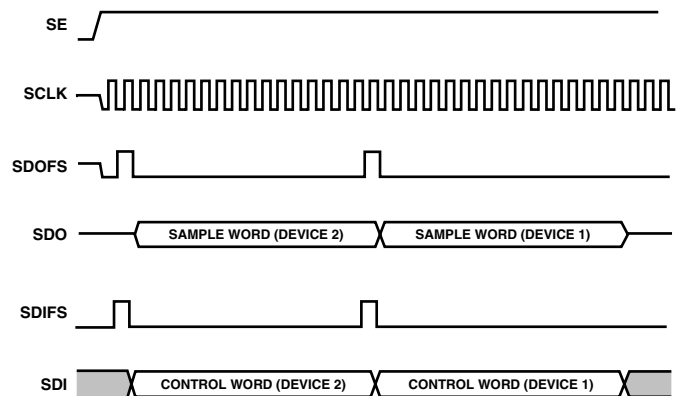 SE
SCLK
SDOFS
SDO
SAMPLE WORD (DEVICE 2)
SAMPLE WORD (DEVICE 1)
SDIFS
SDI
CONTROL WORD (DEVICE 2)
CONTROL WORD (DEVICE 1)